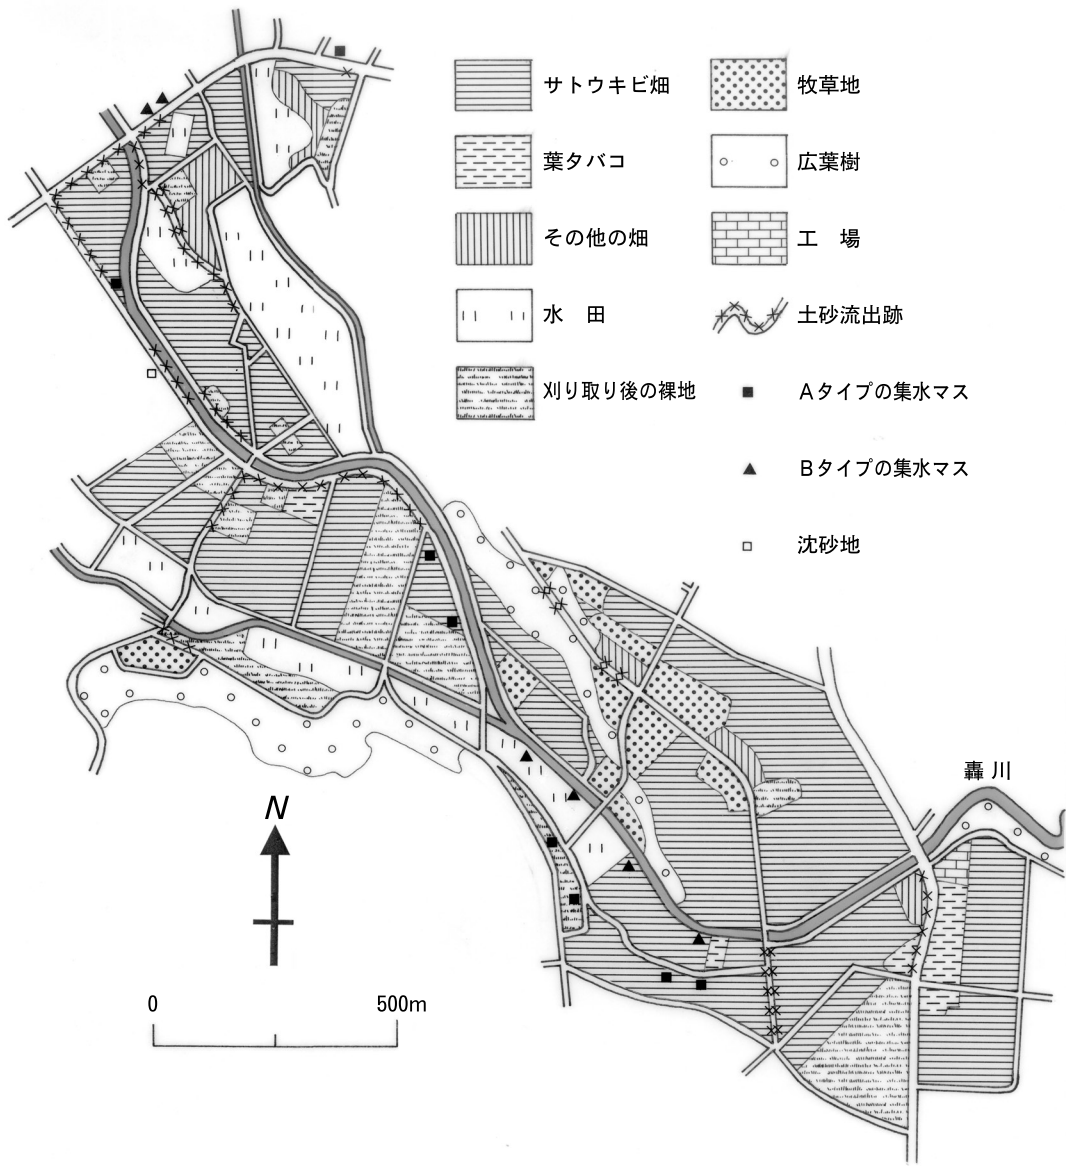 サトウキビ畑
牧草地
葉タバコ
広葉樹
その他の畑
工　場
水　田
土砂流出跡
刈り取り後の裸地
Aタイプの集水マス
Bタイプの集水マス
沈砂地
轟川
N
0
500m